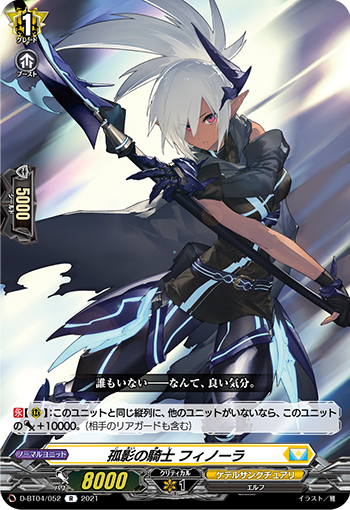 1
グレード
ブースト
5000
シールド
誰もいない――なんて、良い気分。
永【】:このユニットと同じ縦列に、他のユニットがいないなら、このユニット
の+10000。(相手のリアガードも含む)
ノーマルユニット
孤影の騎士 フィノーラ
パワー
8000
クリティカル
1
ケテルサンクチュアリ
エルフ
D-BT04/052 R 2021
イラスト/雅